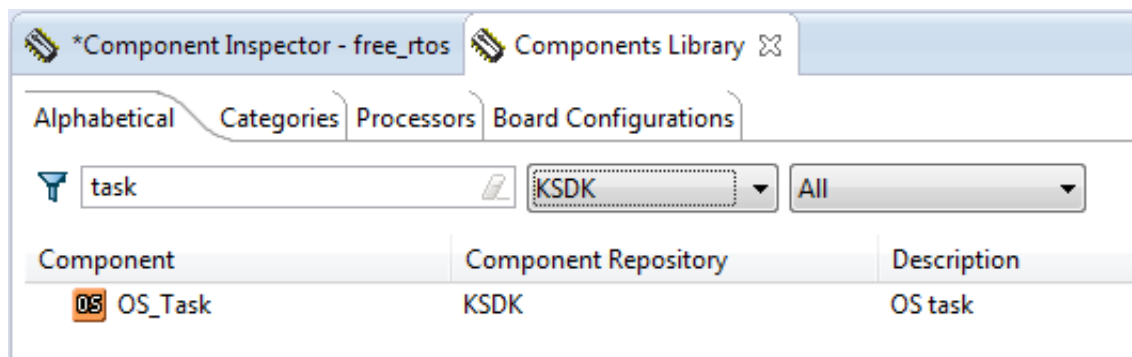 *Component Inspector - free_rtos Components Library
Alphabetical Categories Processors Board Configurations
task KSDK All
Component Component Repository Description
OS OS_Task KSDK OS task